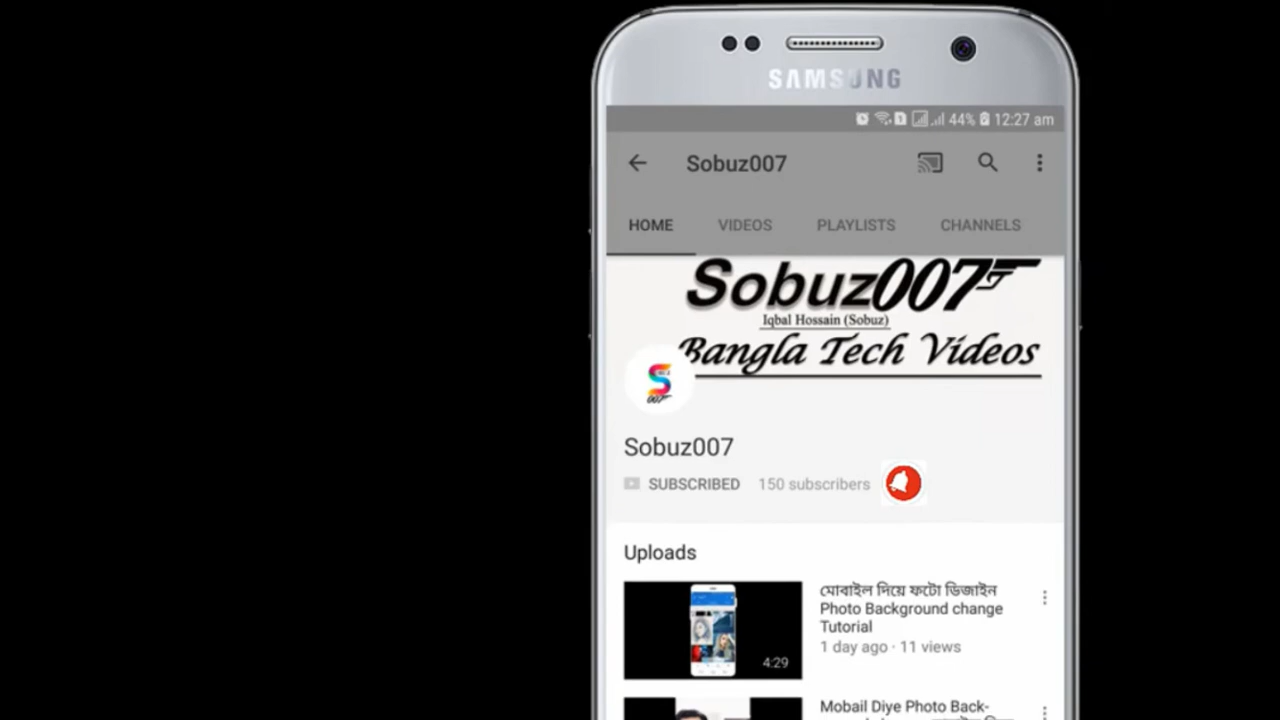 SAMSUNG
44% 12:27 am
Sobuz007
HOME VIDEOS PLAYLISTS CHANNELS
Sobuz007
Iqbal Hossain (Sobuz)
Bangla Tech Videos
S
007
Sobuz007
SUBSCRIBED 150 subscribers
Uploads
মোবাইল দিয়ে ফটো ডিজাইন
Photo Background change
Tutorial
1 day ago · 11 views
4:29
Mobail Diye Photo Back-